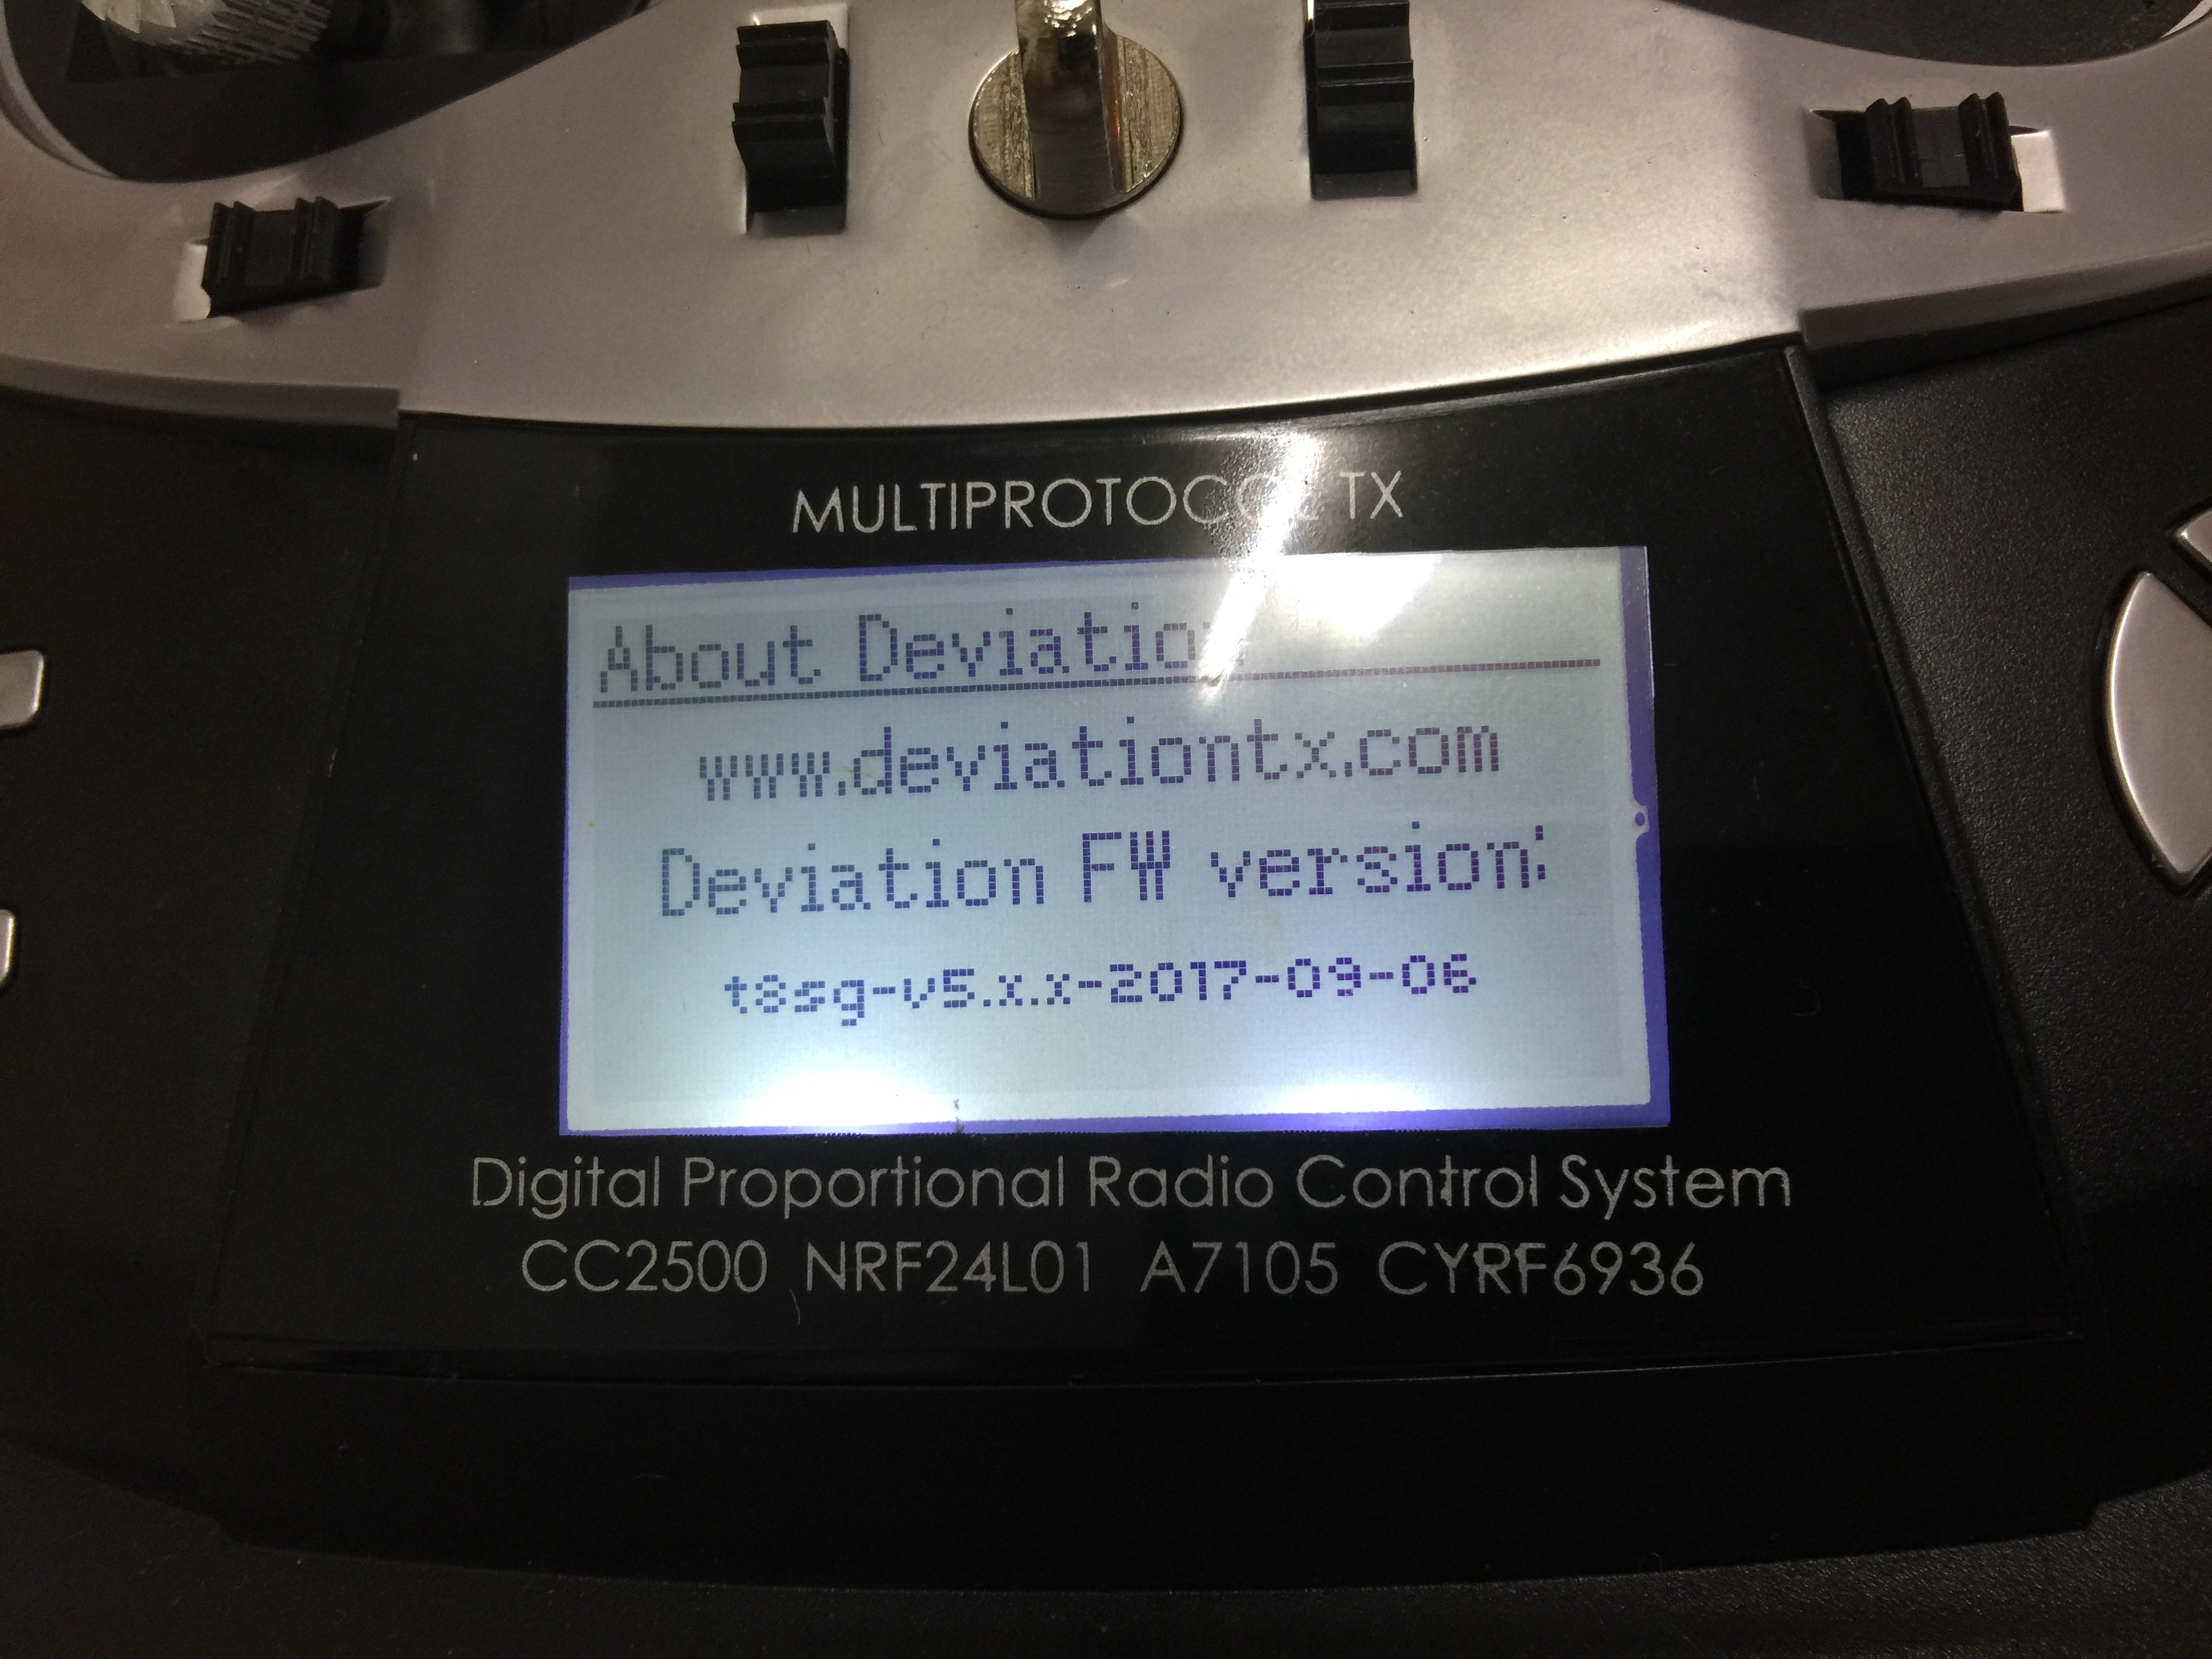 MULTIPROTOCOL TX
About Deviation
www.deviationtx.com
Deviation FW version:
t8sg-v5.x.x-2017-09-06
Digital Proportional Radio Control System
CC2500 NRF24L01 A7105 CYRF6936